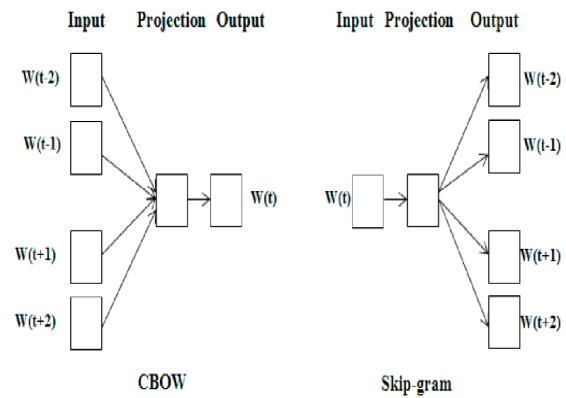 Input Projection Output
W(t-2)
W(t-1)
W(t)
W(t+1)
W(t+2)
CBOW
Input Projection Output
W(t-2)
W(t-1)
W(t)
W(t+1)
W(t+2)
Skip-gram